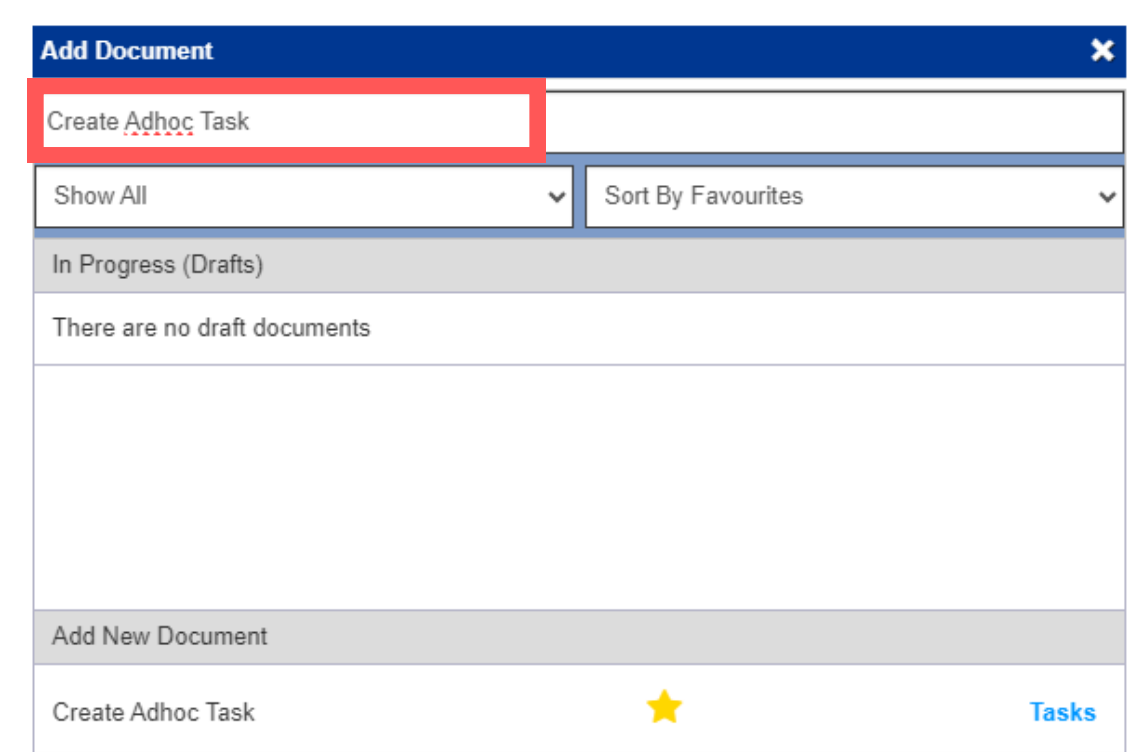 Add Document
Create Adhoc Task
Show All Sort By Favourites
In Progress (Drafts)
There are no draft documents
Add New Document
Create Adhoc Task Tasks